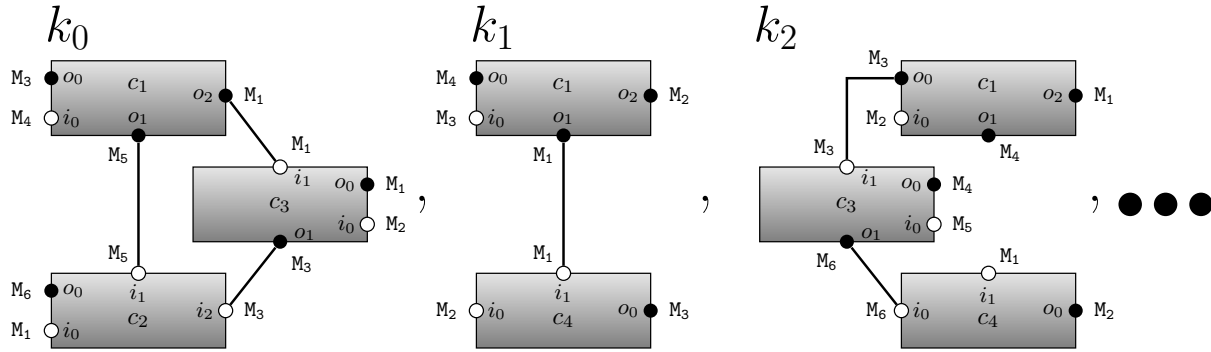 k₀ k₁ k₂
M₃ o₀ c₁ o₂ M₁
M₄ i₀ o₁
M₅
M₁
i₁ o₀ M₁
c₃
i₀ M₂
o₁
M₃
M₅
M₆ o₀ i₁
c₂ i₂ M₃
M₁ i₀
,
M₄ o₀ c₁ o₂ M₂
M₃ i₀ o₁
M₁
M₁
i₁
M₂ i₀ c₄ o₀ M₃
,
M₃
o₀ c₁ o₂ M₁
M₂ i₀ o₁
M₄
M₃
i₁ o₀ M₄
c₃
i₀ M₅
o₁
M₆
M₁
i₁
M₆ i₀ c₄ o₀ M₂
, ●●●